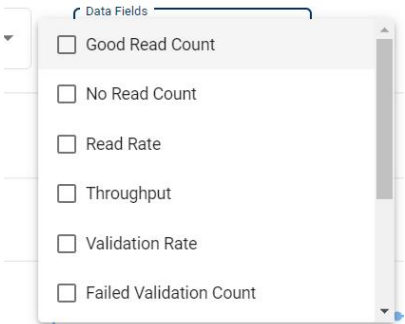 Data Fields
Good Read Count
No Read Count
Read Rate
Throughput
Validation Rate
Failed Validation Count